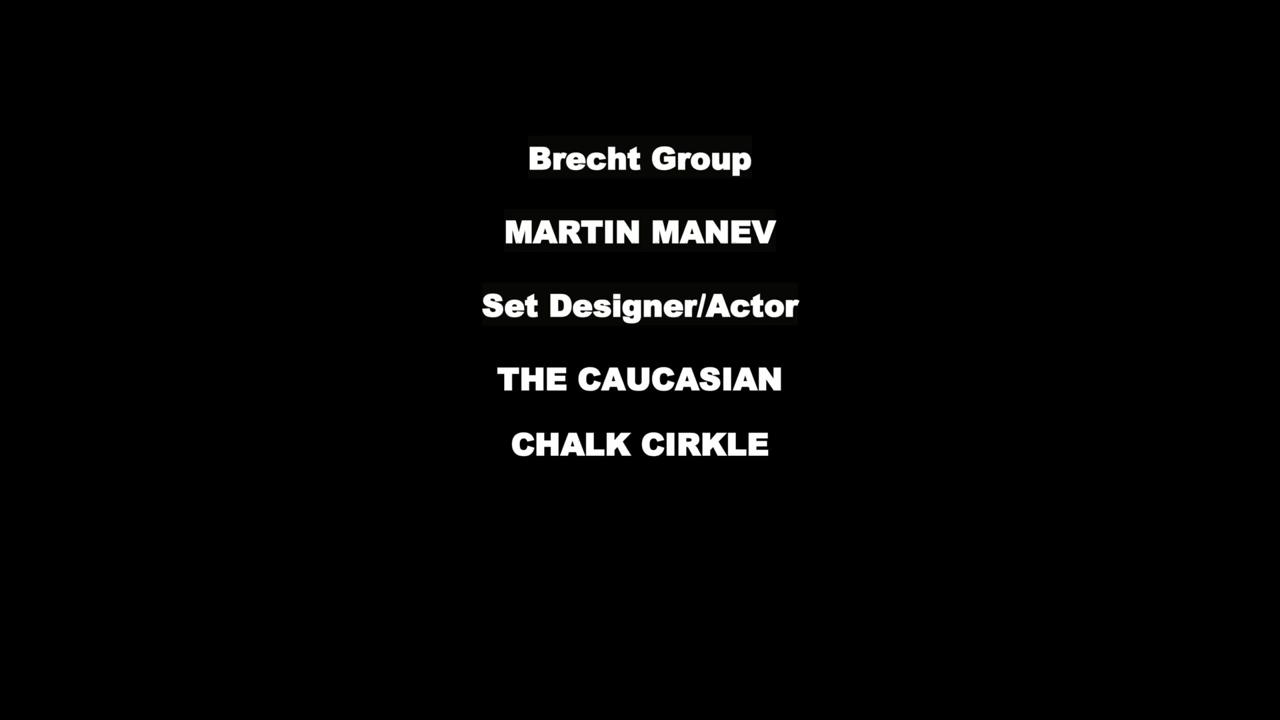 Brecht Group
MARTIN MANEV
Set Designer/Actor
THE CAUCASIAN
CHALK CIRKLE